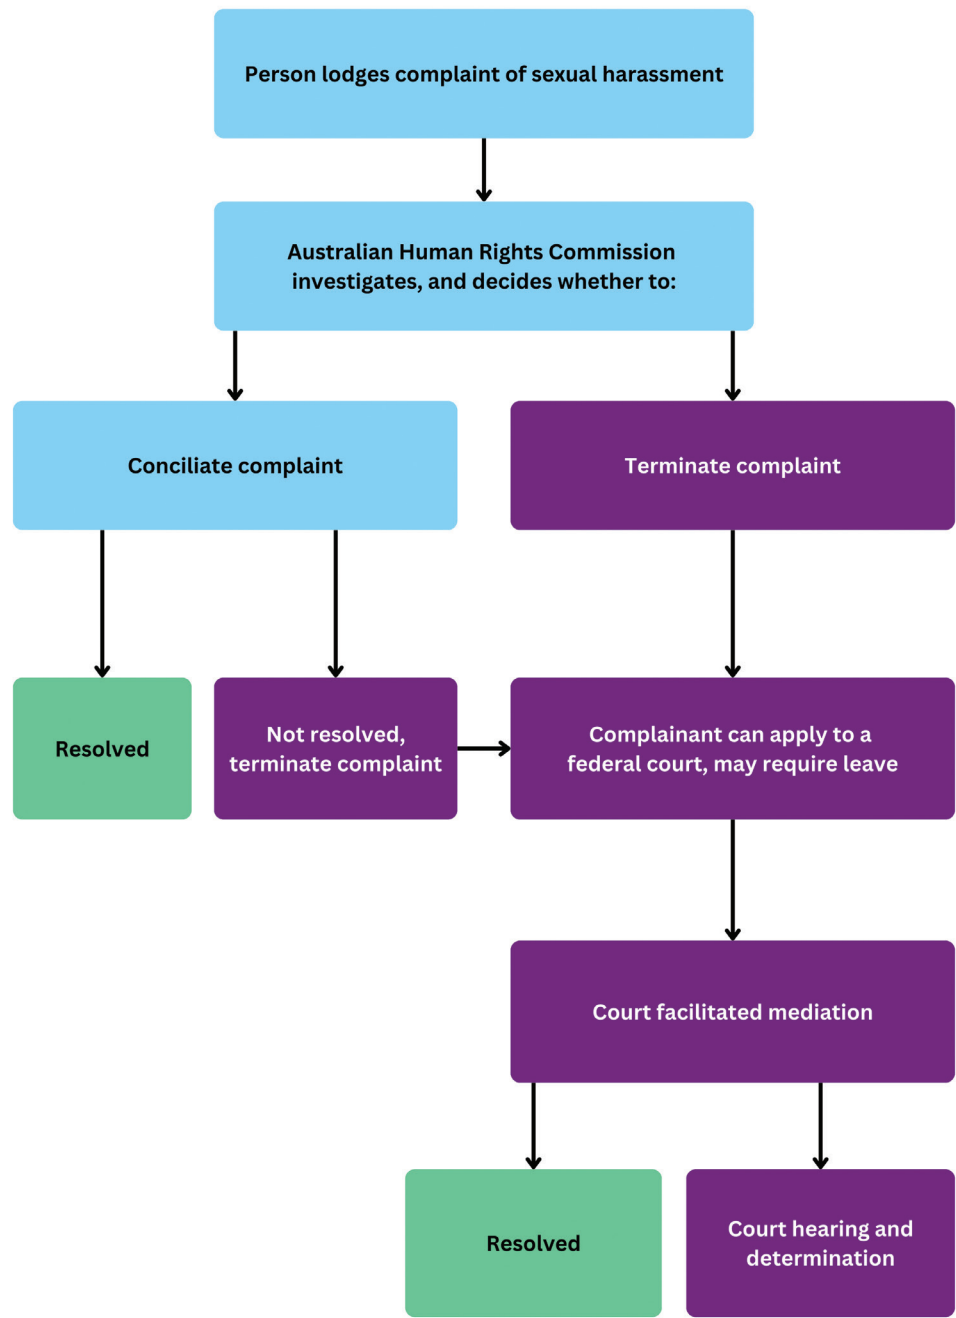 Person lodges complaint of sexual harassment
Australian Human Rights Commission
investigates, and decides whether to:
Conciliate complaint
Terminate complaint
Resolved
Not resolved,
terminate complaint
Complainant can apply to a
federal court, may require leave
Court facilitated mediation
Resolved
Court hearing and
determination